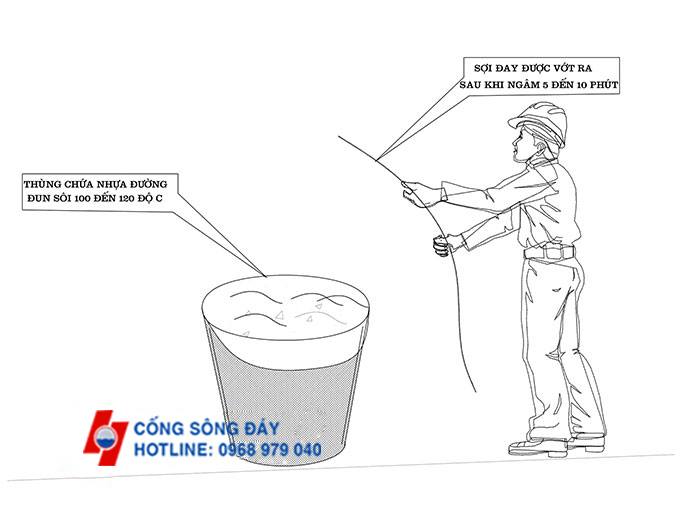 SỢI ĐAY ĐƯỢC VỚT RA
SAU KHI NGÂM 5 ĐẾN 10 PHÚT
THÙNG CHỨA NHỰA ĐƯỜNG
ĐUN SÔI 100 ĐẾN 120 ĐỘ C
CỐNG SÔNG ĐÁY
HOTLINE: 0968 979 040